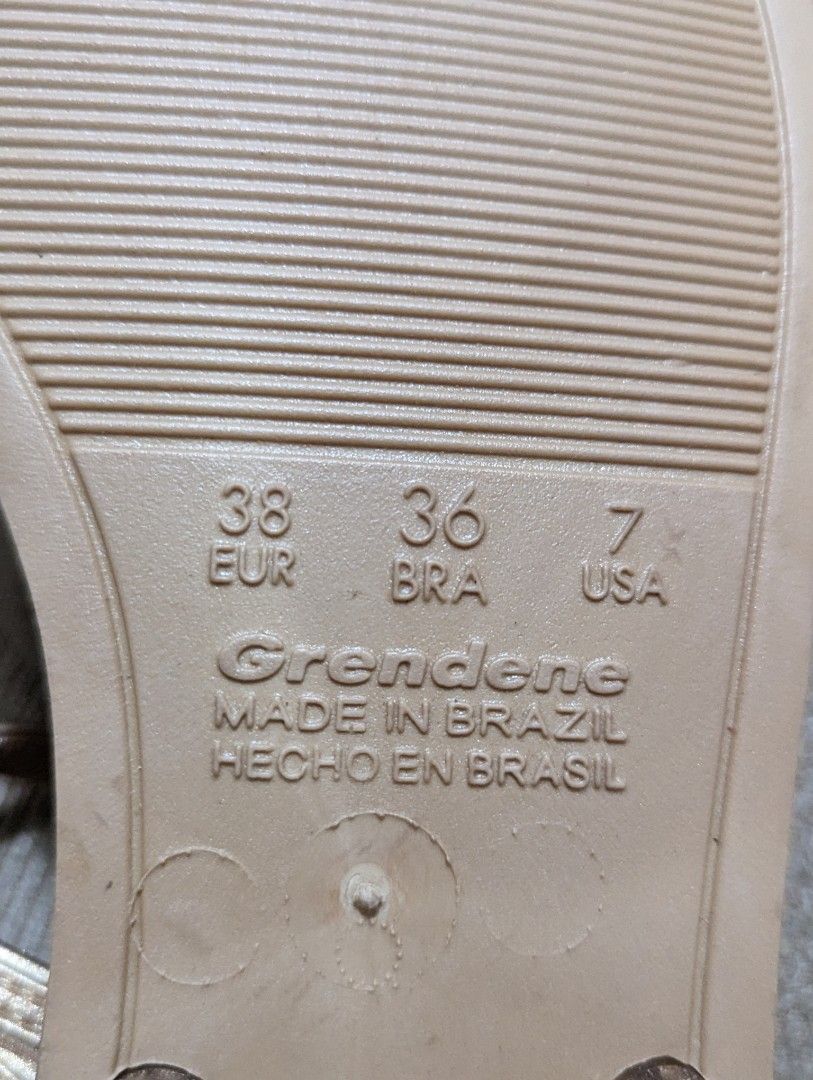 38 36 7
EUR BRA USA
Grendene
MADE IN BRAZIL
HECHO EN BRASIL